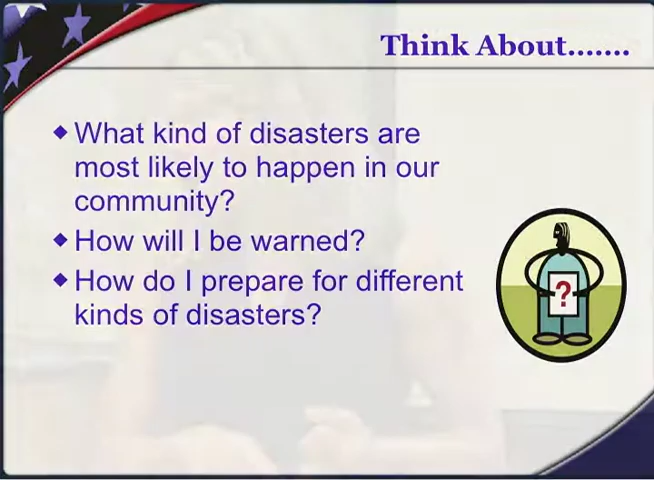 Think About.......
What kind of disasters are
most likely to happen in our
community?
How will I be warned?
How do I prepare for different
kinds of disasters?
?